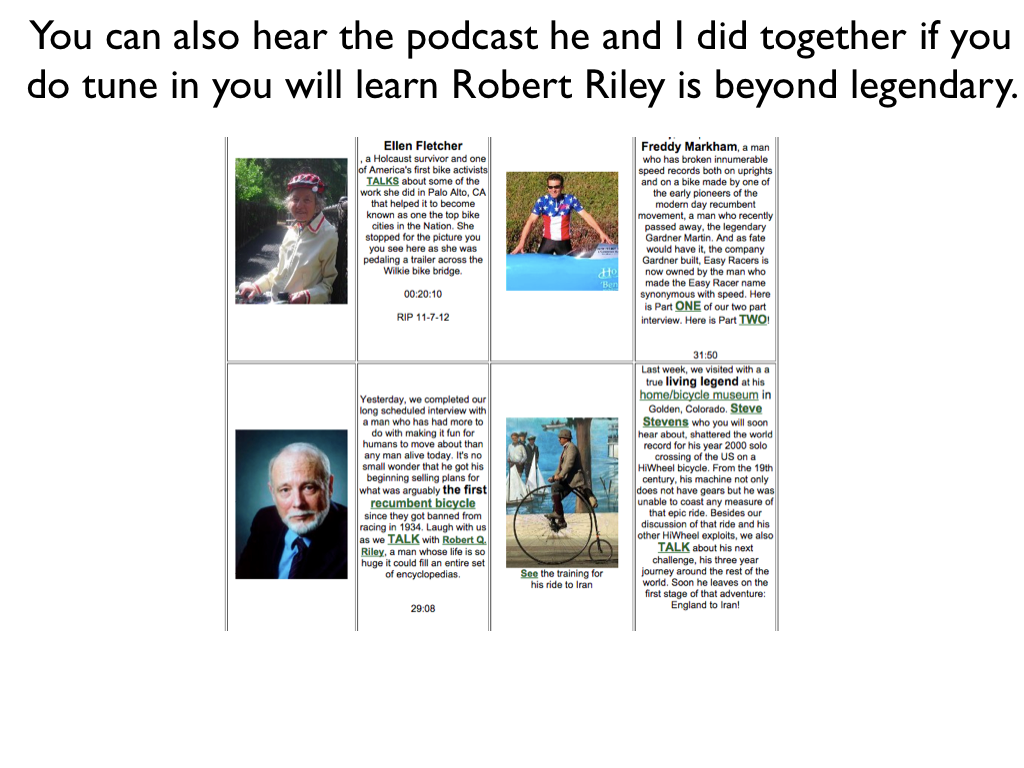 You can also hear the podcast he and I did together if you
do tune in you will learn Robert Riley is beyond legendary.
Ellen Fletcher
, a Holcaust survivor and one
of America's first bike activists
TALKS about some of the
work she did in Palo Alto, CA
that helped it to become
known as one the top bike
cities in the Nation. She
stopped for the picture you
you see here as she was
pedaling a trailer across the
Wilkie bike bridge.
00:20:10
RIP 11-7-12
Freddy Markham, a man
who has broken innumerable
speed records both on uprights
and on a bike made by one of
the early pioneers of the
modern day recumbent
movement, a man who recently
passed away, the legendary
Gardner Martin. And as fate
would have it, the company
Gardner built, Easy Racers is
now owned by the man who
made the Easy Racer name
synonymous with speed. Here
is Part ONE of our two part
interview. Here is Part TWO!
31:50
Yesterday, we completed our
long scheduled interview with
a man who has had more to
do with making it fun for
humans to move about than
any man alive today. It's no
small wonder that he got his
beginning selling plans for
what was arguably the first
recumbent bicycle
since they got banned from
racing in 1934. Laugh with us
as we TALK with Robert Q.
Riley, a man whose life is so
huge it could fill an entire set
of encyclopedias.
29:08
See the training for
his ride to Iran
Last week, we visited with a a
true living legend at his
home/bicycle museum in
Golden, Colorado. Steve
Stevens who you will soon
hear about, shattered the world
record for his year 2000 solo
crossing of the US on a
HiWheel bicycle. From the 19th
century, his machine not only
does not have gears but he was
unable to coast any measure of
that epic ride. Besides our
discussion of that ride and his
other HiWheel exploits, we also
TALK about his next
challenge, his three year
journey around the rest of the
world. Soon he leaves on the
first stage of that adventure:
England to Iran!